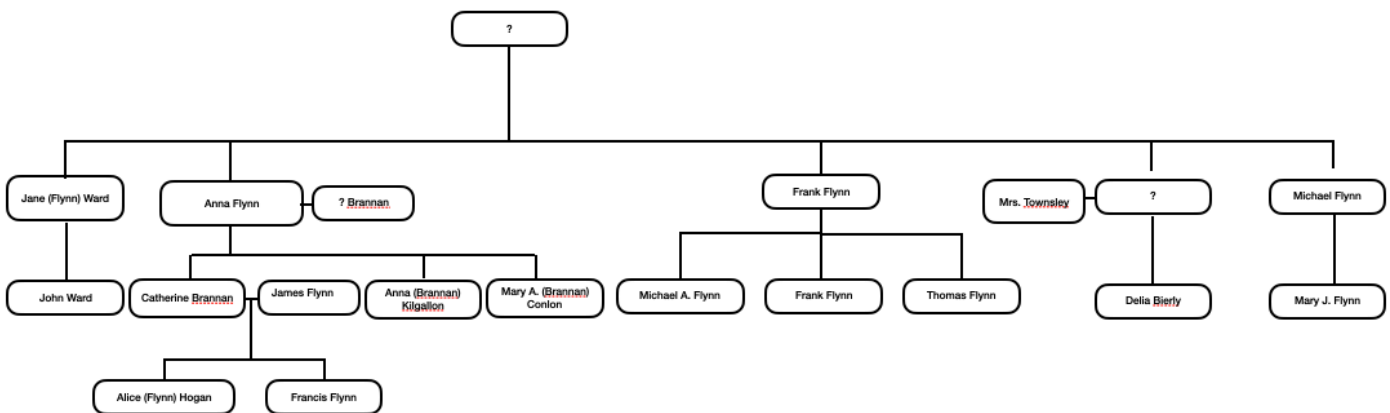 ?
Jane (Flynn) Ward
Anna Flynn
? Brannan
Frank Flynn
Mrs. Townsley
?
Michael Flynn
John Ward
Catherine Brannan
James Flynn
Anna (Brannan)
Kilgallon
Mary A. (Brannan)
Conlon
Michael A. Flynn
Frank Flynn
Thomas Flynn
Delia Bierly
Mary J. Flynn
Alice (Flynn) Hogan
Francis Flynn